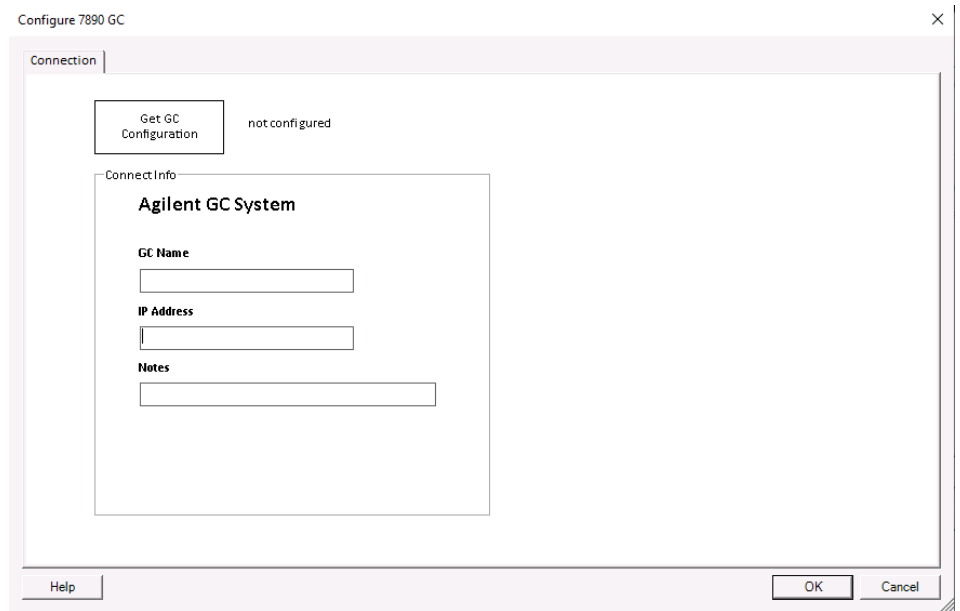 Configure 7890 GC
Connection
Get GC
Configuration
not configured
Connect Info
Agilent GC System
GC Name
IP Address
Notes
Help
OK
Cancel